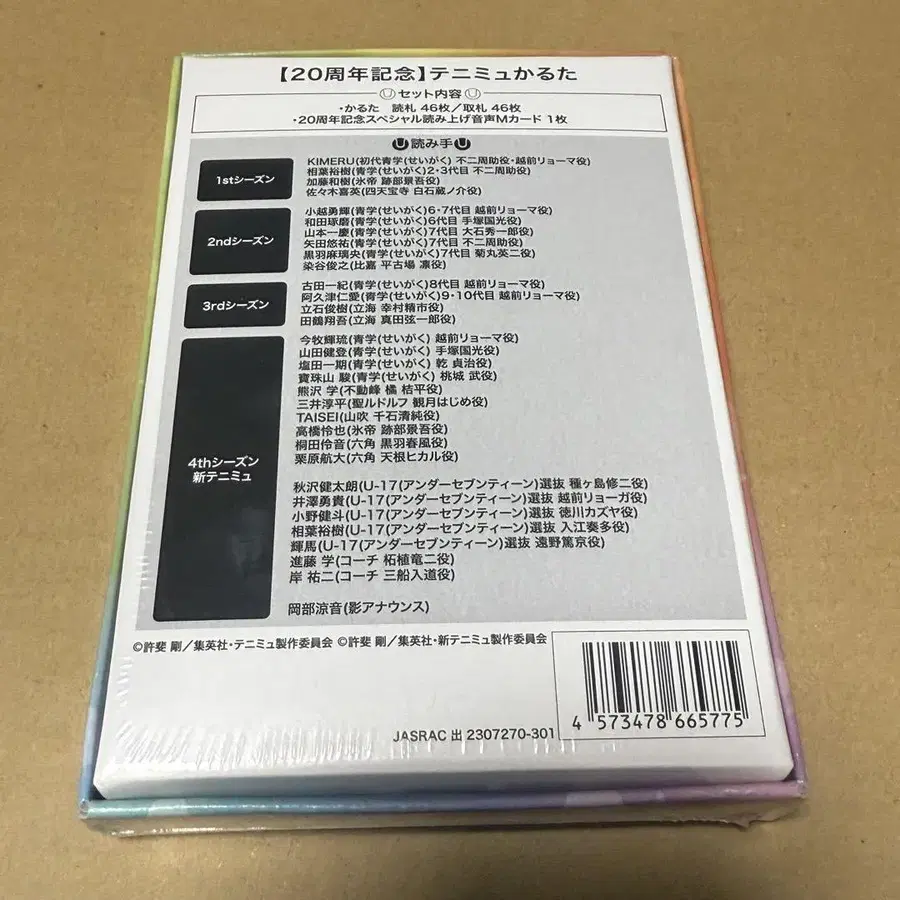 【20周年記念】テニミュかるた
セット内容
・かるた 読札 46枚／取札 46枚
・20周年記念スペシャル読み上げ音声Mカード 1枚
読み手
1stシーズン
KIMERU(初代青学(せいがく) 不二周助役・越前リョーマ役)
相葉裕樹(青学(せいがく)2・3代目 不二周助役)
加藤和樹(氷帝 跡部景吾役)
佐々木喜英(四天宝寺 白石蔵ノ介役)
2ndシーズン
小越勇輝(青学(せいがく)6・7代目 越前リョーマ役)
和田琢磨(青学(せいがく)6代目 手塚国光役)
山本一慶(青学(せいがく)7代目 大石秀一郎役)
矢田悠祐(青学(せいがく)7代目 不二周助役)
黒羽麻璃央(青学(せいがく)7代目 菊丸英二役)
染谷俊之(比嘉 平古場 凛役)
3rdシーズン
古田一紀(青学(せいがく)8代目 越前リョーマ役)
阿久津仁愛(青学(せいがく)9・10代目 越前リョーマ役)
立石俊樹(立海 幸村精市役)
田鶴翔吾(立海 真田弦一郎役)
4thシーズン
新テニミュ
今牧輝琉(青学(せいがく) 越前リョーマ役)
山田健登(青学(せいがく) 手塚国光役)
塩田一期(青学(せいがく) 乾 貞治役)
寶珠山 駿(青学(せいがく) 桃城 武役)
熊沢 学(不動峰 橘 桔平役)
三井淳平(聖ルドルフ 観月はじめ役)
TAISEI(山吹 千石清純役)
高橋怜也(氷帝 跡部景吾役)
桐田伶音(六角 黒羽春風役)
栗原航大(六角 天根ヒカル役)
秋沢健太朗(U-17(アンダーセブンティーン)選抜 種ヶ島修二役)
井澤勇貴(U-17(アンダーセブンティーン)選抜 越前リョーガ役)
小野健斗(U-17(アンダーセブンティーン)選抜 徳川カズヤ役)
相葉裕樹(U-17(アンダーセブンティーン)選抜 入江奏多役)
輝馬(U-17(アンダーセブンティーン)選抜 遠野篤京役)
進藤 学(コーチ 柘植竜二役)
岸 祐二(コーチ 三船入道役)
岡部涼音(影アナウンス)
©許斐 剛／集英社・テニミュ製作委員会 ©許斐 剛／集英社・新テニミュ製作委員会
4 573478 665775
JASRAC 出 2307270-301